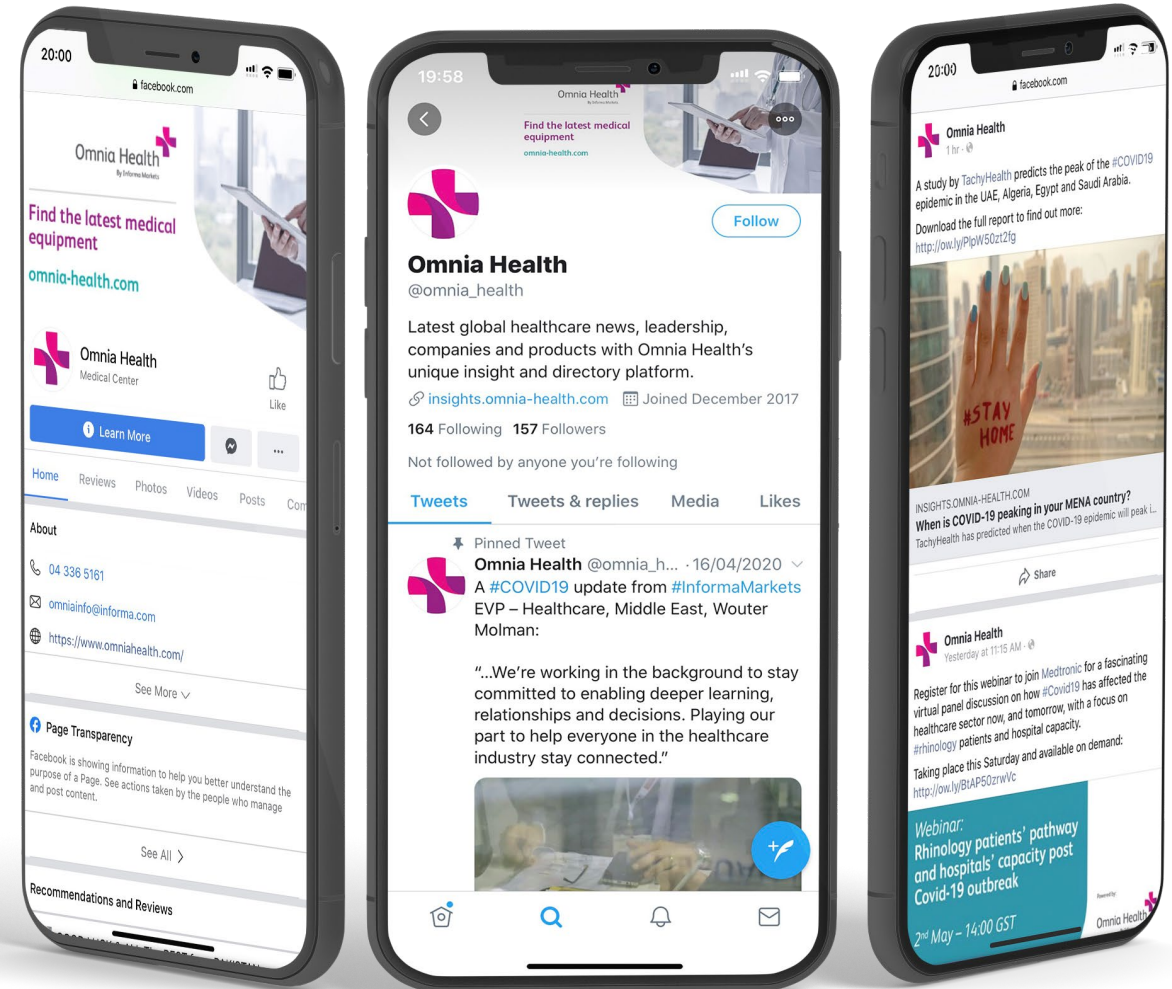 20:00
facebook.com
Omnia Health
By Informa Markets
Find the latest medical
equipment
omnia-health.com
Omnia Health
Medical Center
Like
Learn More
Home Reviews Photos Videos Posts Com
About
04 336 5161
omniainfo@informa.com
https://www.omniahealth.com/
See More
Page Transparency
Facebook is showing information to help you better understand the
purpose of a Page. See actions taken by the people who manage
and post content.
See All
Recommendations and Reviews
19:58
Omnia Health
By Informa Markets
Find the latest medical
equipment
omnia-health.com
Follow
Omnia Health
@omnia_health
Latest global healthcare news, leadership,
companies and products with Omnia Health's
unique insight and directory platform.
insights.omnia-health.com Joined December 2017
164 Following 157 Followers
Not followed by anyone you're following
Tweets Tweets & replies Media Likes
Pinned Tweet
Omnia Health @omnia_h... · 16/04/2020
A #COVID19 update from #InformaMarkets
EVP – Healthcare, Middle East, Wouter
Molman:
"...We're working in the background to stay
committed to enabling deeper learning,
relationships and decisions. Playing our
part to help everyone in the healthcare
industry stay connected."
20:00
facebook.com
Omnia Health
1 hr ·
A study by TachyHealth predicts the peak of the #COVID19
epidemic in the UAE, Algeria, Egypt and Saudi Arabia.
Download the full report to find out more:
http://ow.ly/PlpW50zt2fg
#STAY
HOME
INSIGHTS.OMNIA-HEALTH.COM
When is COVID-19 peaking in your MENA country?
TachyHealth has predicted when the COVID-19 epidemic will peak i...
Share
Omnia Health
Yesterday at 11:15 AM ·
Register for this webinar to join Medtronic for a fascinating
virtual panel discussion on how #Covid19 has affected the
healthcare sector now, and tomorrow, with a focus on
#rhinology patients and hospital capacity.
Taking place this Saturday and available on demand:
http://ow.ly/BtAP50zrwVc
Webinar:
Rhinology patients' pathway
and hospitals' capacity post
Covid-19 outbreak
2nd May – 14:00 GST
Powered by:
Omnia Health